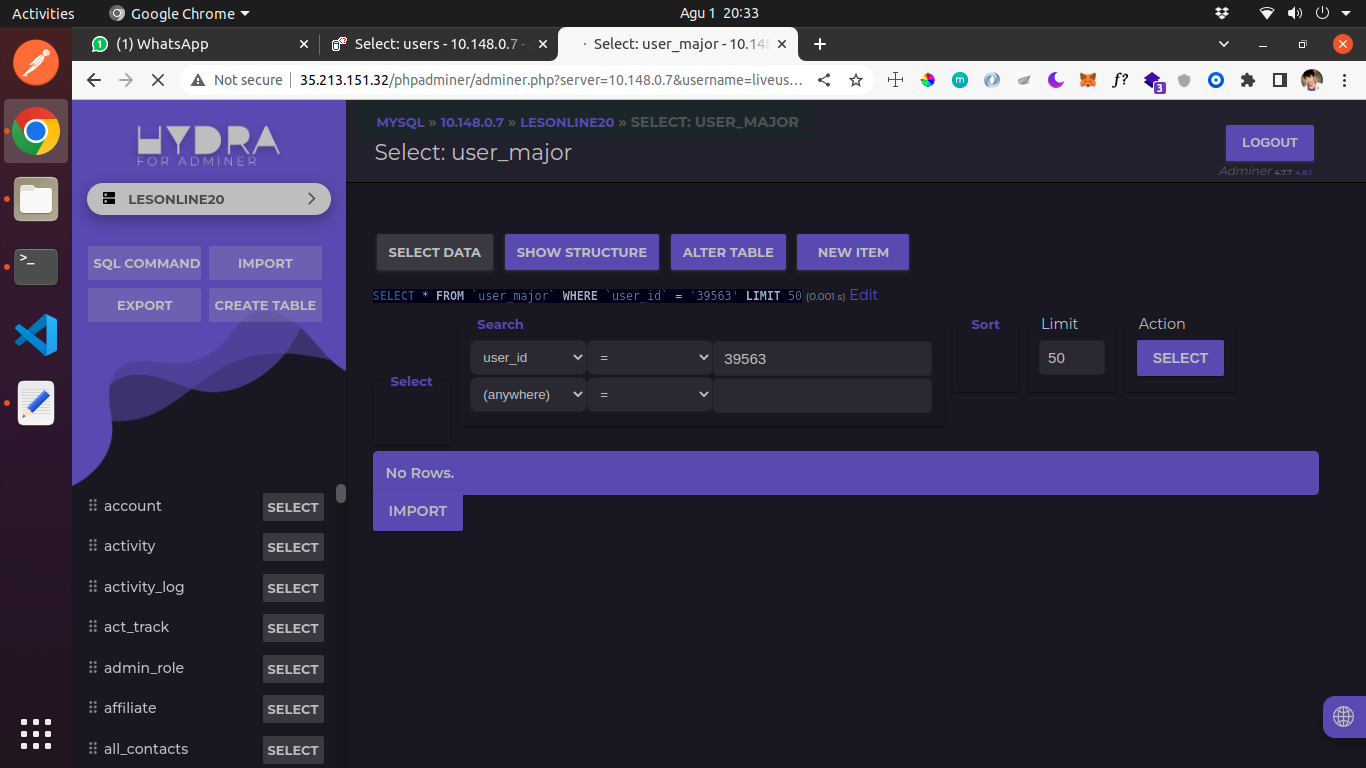 Activities
Google Chrome
Agu 1 20:33
(1) WhatsApp
Select: users - 10.148.0.7 -
Select: user_major - 10.148
Not secure
35.213.151.32/phpadminer/adminer.php?server=10.148.0.7&username=liveus…
f?
3
HYDRA
FOR ADMINER
LESONLINE20
SQL COMMAND
IMPORT
EXPORT
CREATE TABLE
account SELECT
activity SELECT
activity_log SELECT
act_track SELECT
admin_role SELECT
affiliate SELECT
all_contacts SELECT
MYSQL » 10.148.0.7 » LESONLINE20 » SELECT: USER_MAJOR
Select: user_major
LOGOUT
Adminer 4.7.7 4.8.1
SELECT DATA
SHOW STRUCTURE
ALTER TABLE
NEW ITEM
SELECT * FROM `user_major` WHERE `user_id` = '39563' LIMIT 50 (0.001 s) Edit
Select
Search
user_id = 39563
(anywhere) =
Sort
Limit
50
Action
SELECT
No Rows.
IMPORT